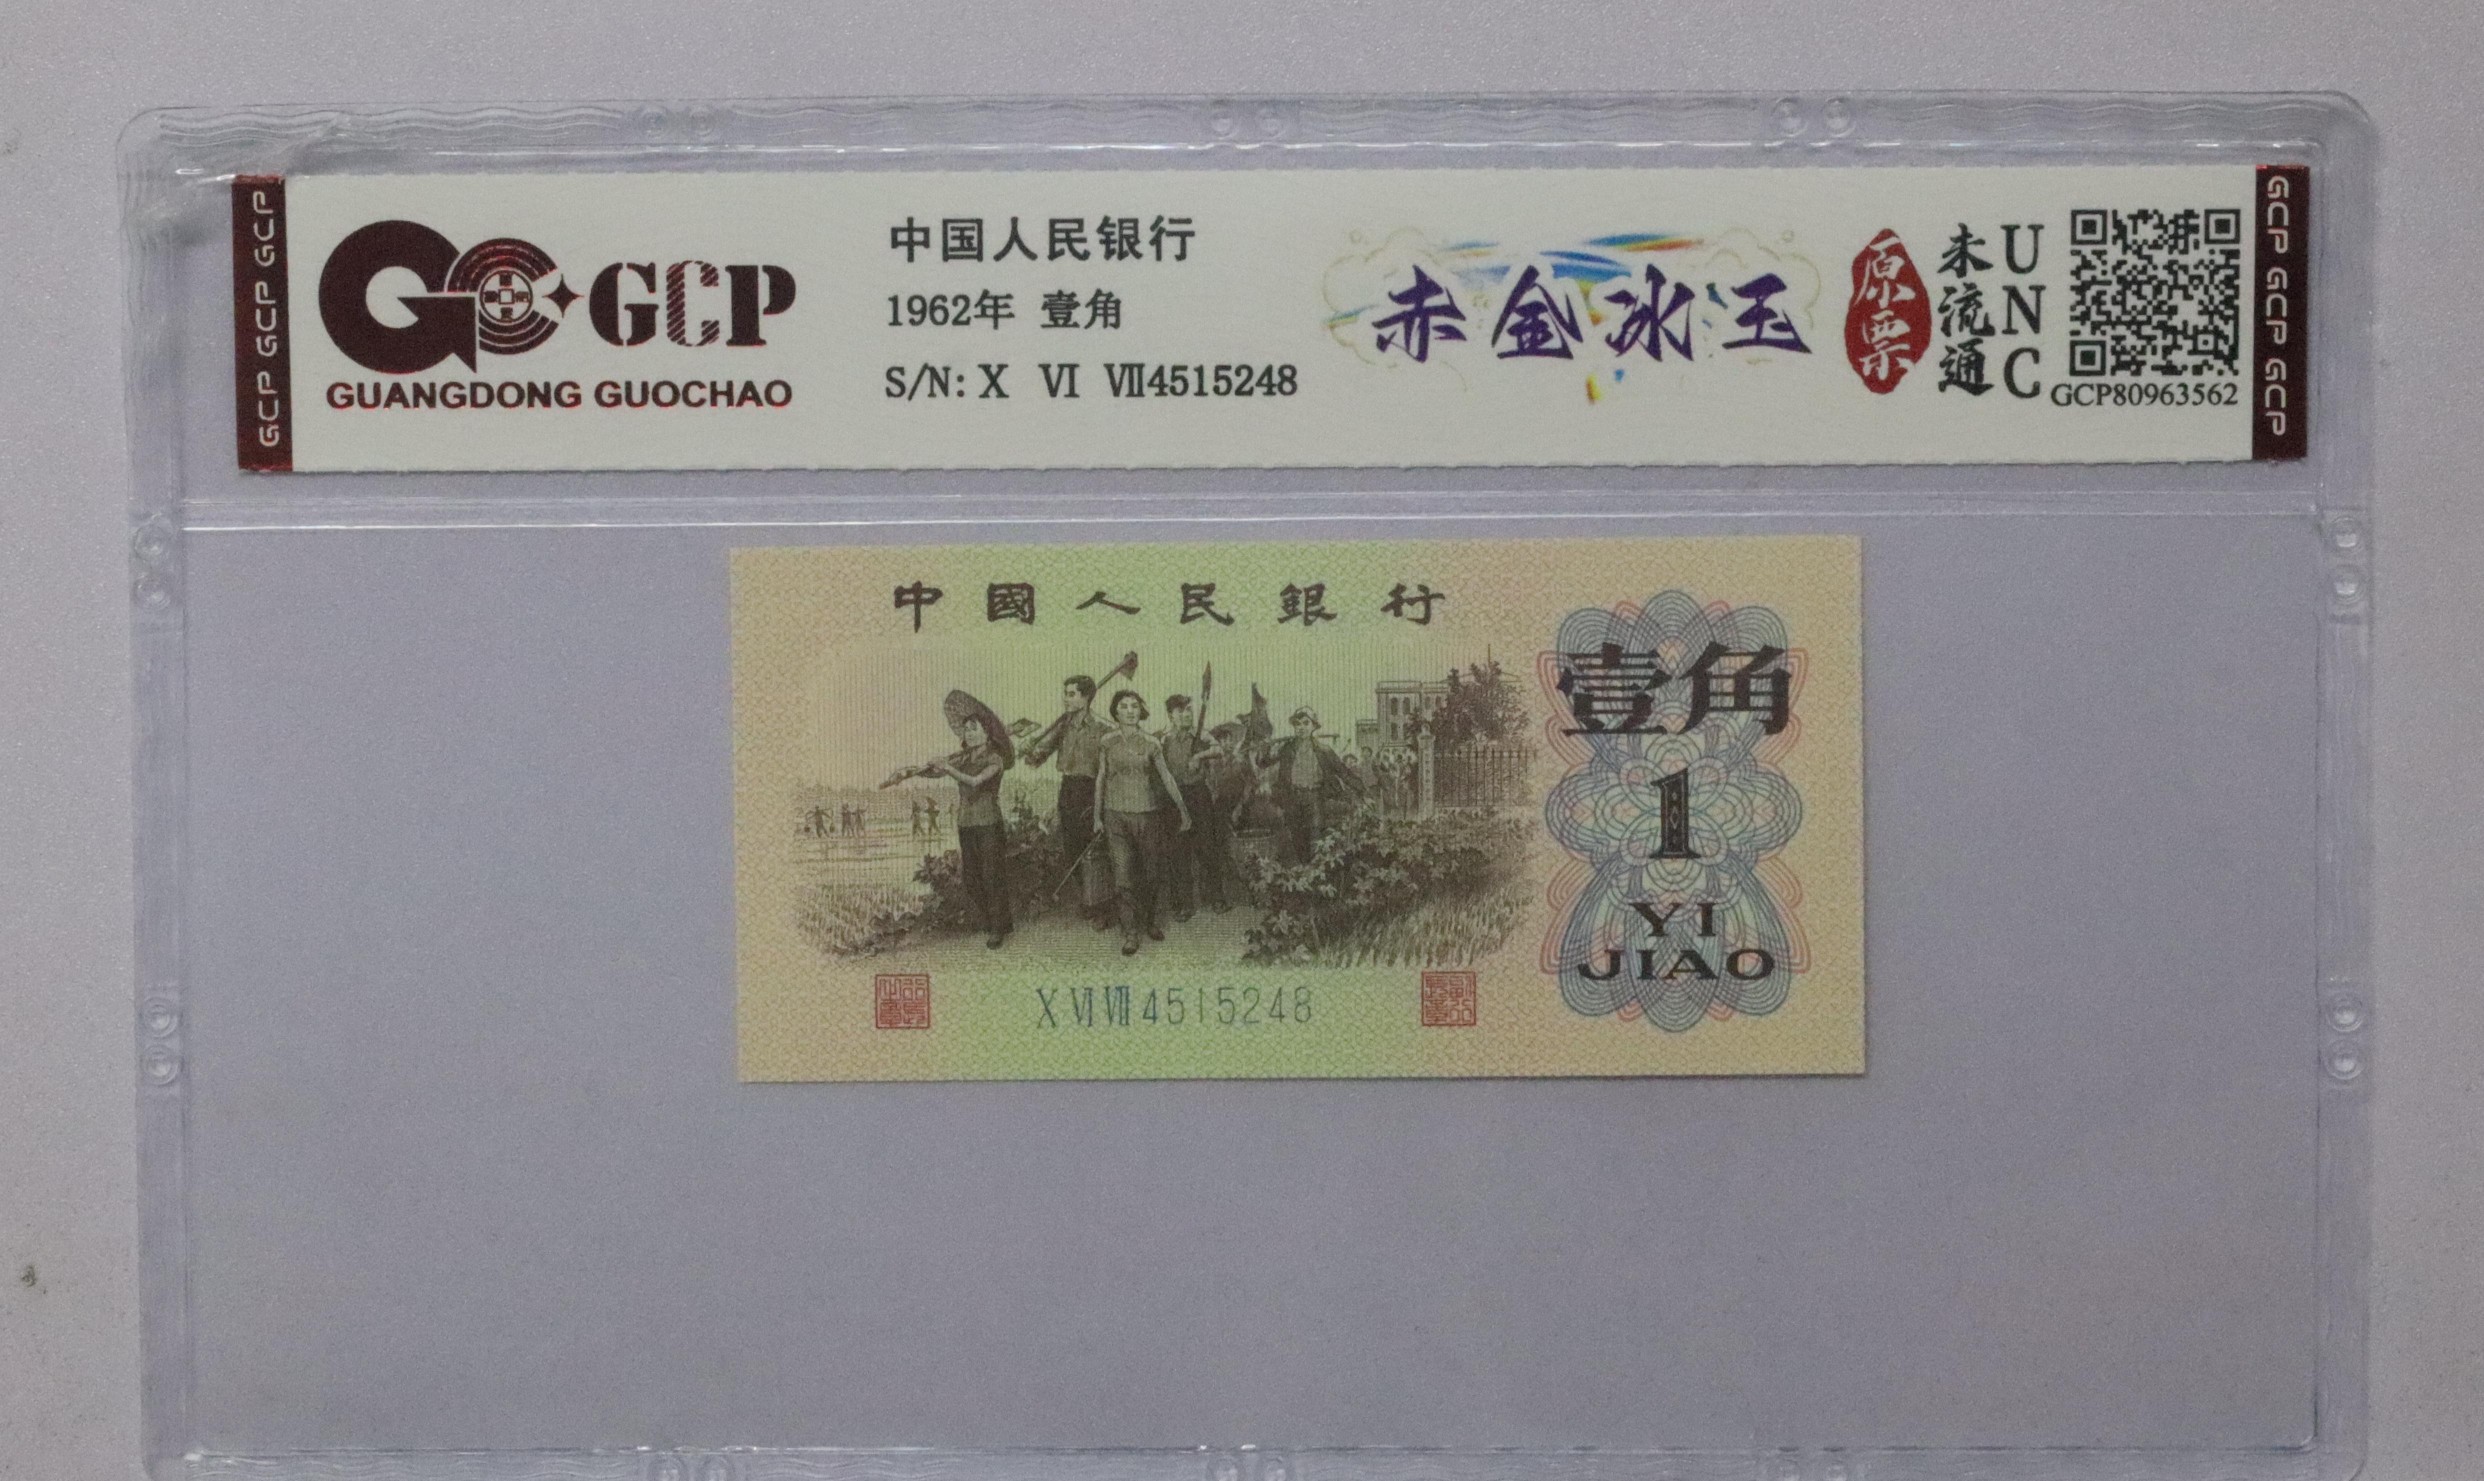 GCP GCP GCP
GCP
GUANGDONG GUOCHAO
中国人民银行
1962年 壹角
S/N: X VI VII4515248
赤金冰玉
原票
未流通
UNC
GCP80963562
GCP GCP GCP
中國人民銀行
壹角
1
YI
JIAO
X VI VII 4515248